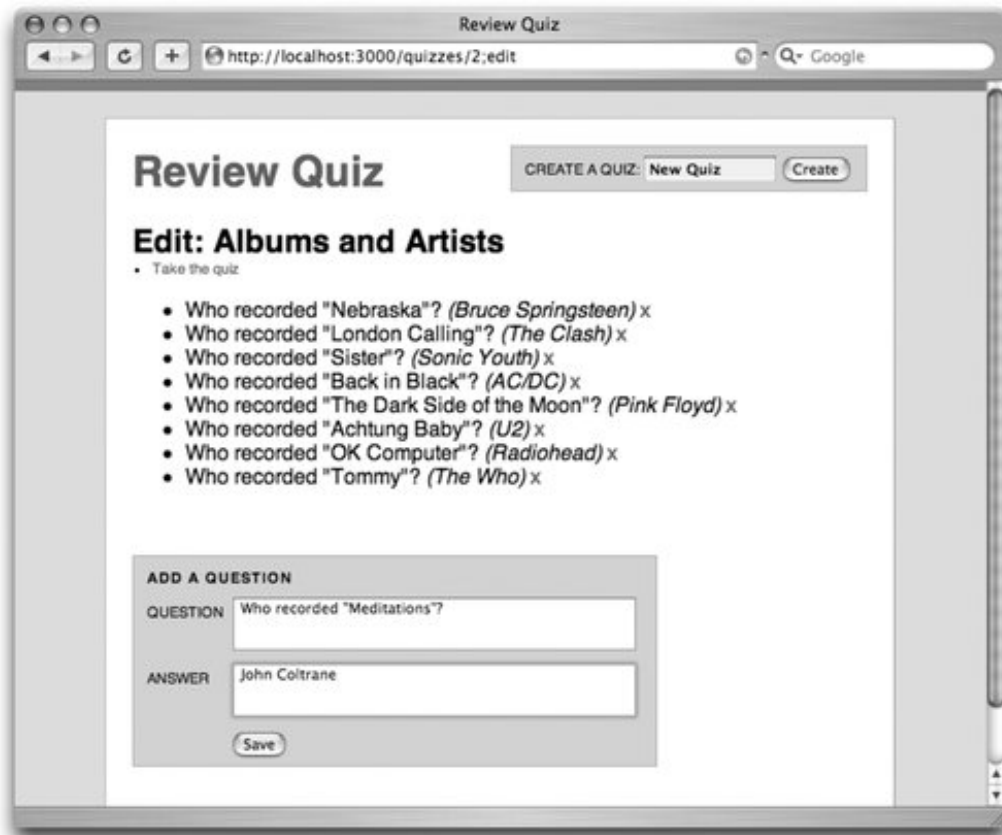 Review Quiz
http://localhost:3000/quizzes/2;edit
Google
Review Quiz
CREATE A QUIZ: New Quiz Create
Edit: Albums and Artists
• Take the quiz
• Who recorded "Nebraska"? (Bruce Springsteen) x
• Who recorded "London Calling"? (The Clash) x
• Who recorded "Sister"? (Sonic Youth) x
• Who recorded "Back in Black"? (AC/DC) x
• Who recorded "The Dark Side of the Moon"? (Pink Floyd) x
• Who recorded "Achtung Baby"? (U2) x
• Who recorded "OK Computer"? (Radiohead) x
• Who recorded "Tommy"? (The Who) x
ADD A QUESTION
QUESTION Who recorded "Meditations"?
ANSWER John Coltrane
Save